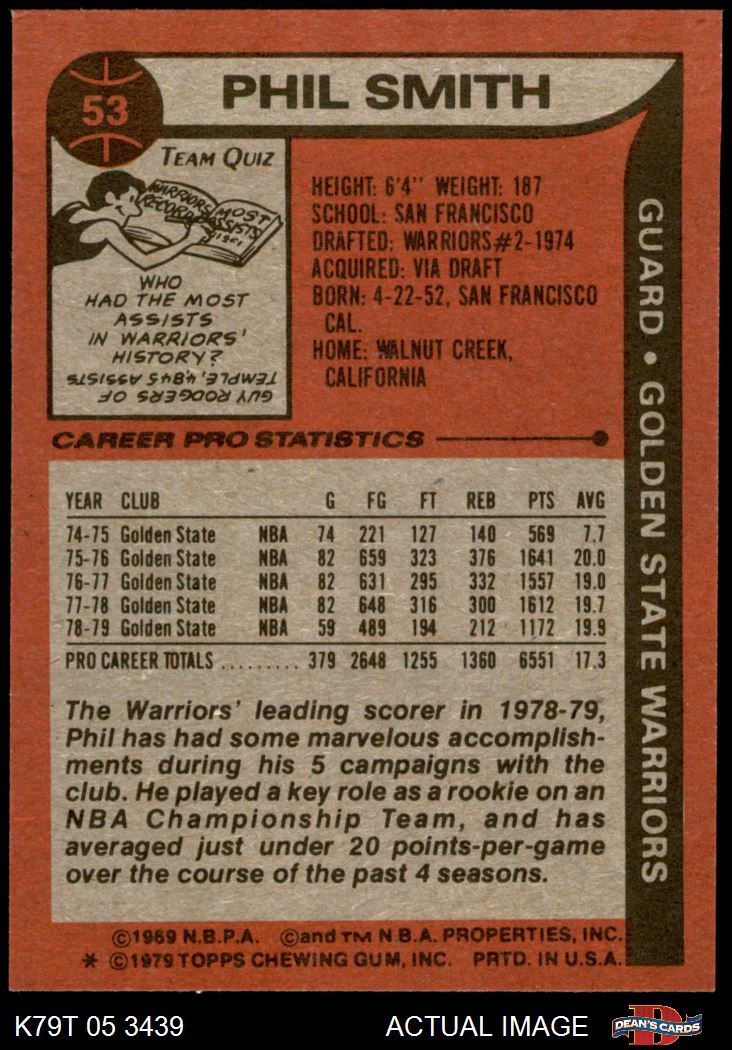 53
PHIL SMITH
TEAM QUIZ
WARRIORS'
RECORDS
MOST
ASSISTS
WHO
HAD THE MOST
ASSISTS
IN WARRIORS'
HISTORY?
GUY RODGERS OF
TEMPLE, 4,845 ASSISTS
HEIGHT: 6'4" WEIGHT: 187
SCHOOL: SAN FRANCISCO
DRAFTED: WARRIORS#2-1974
ACQUIRED: VIA DRAFT
BORN: 4-22-52, SAN FRANCISCO
CAL.
HOME: WALNUT CREEK,
CALIFORNIA
GUARD • GOLDEN STATE WARRIORS
CAREER PRO STATISTICS
YEAR CLUB G FG FT REB PTS AVG
74-75 Golden State NBA 74 221 127 140 569 7.7
75-76 Golden State NBA 82 659 323 376 1641 20.0
76-77 Golden State NBA 82 631 295 332 1557 19.0
77-78 Golden State NBA 82 648 316 300 1612 19.7
78-79 Golden State NBA 59 489 194 212 1172 19.9
PRO CAREER TOTALS ......... 379 2648 1255 1360 6551 17.3
The Warriors' leading scorer in 1978-79,
Phil has had some marvelous accomplish-
ments during his 5 campaigns with the
club. He played a key role as a rookie on an
NBA Championship Team, and has
averaged just under 20 points-per-game
over the course of the past 4 seasons.
©1969 N.B.P.A. ©and TM N.B.A. PROPERTIES, INC.
* ©1979 TOPPS CHEWING GUM, INC. PRTD. IN U.S.A.
K79T 05 3439
ACTUAL IMAGE
DEAN'S CARDS